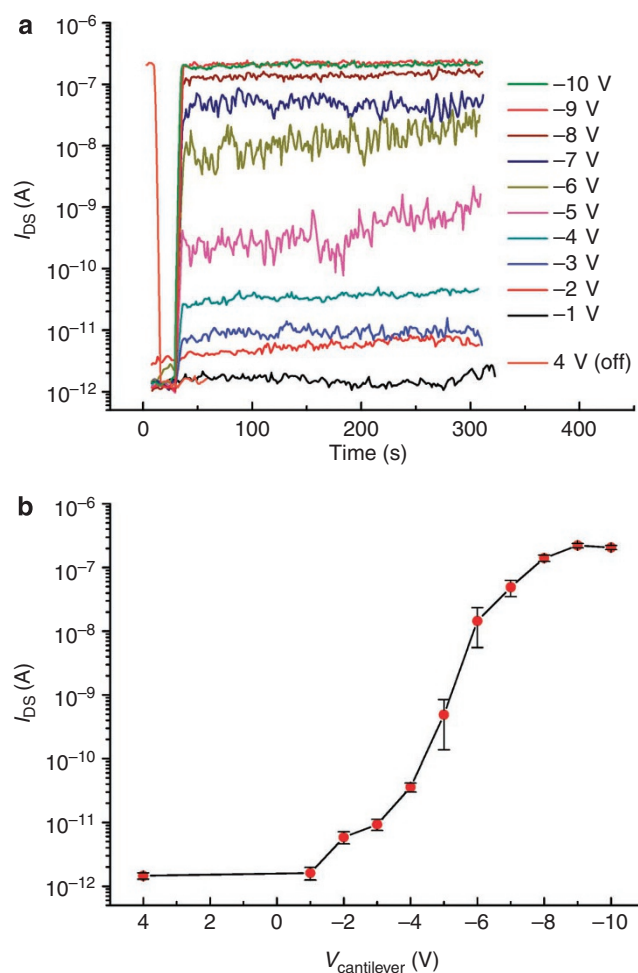 a
10⁻⁶
10⁻⁷
10⁻⁸
10⁻⁹
10⁻¹⁰
10⁻¹¹
10⁻¹²
I_DS (A)
0 100 200 300 400
Time (s)
–10 V
–9 V
–8 V
–7 V
–6 V
–5 V
–4 V
–3 V
–2 V
–1 V
4 V (off)
b
10⁻⁶
10⁻⁷
10⁻⁸
10⁻⁹
10⁻¹⁰
10⁻¹¹
10⁻¹²
I_DS (A)
4 2 0 –2 –4 –6 –8 –10
V_cantilever (V)